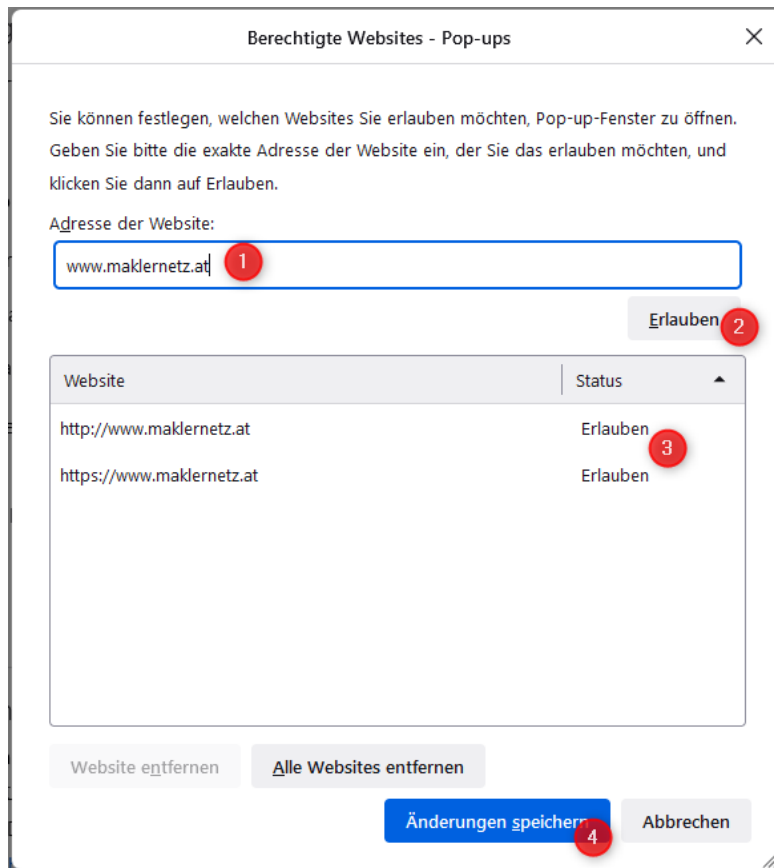 Berechtigte Websites - Pop-ups
Sie können festlegen, welchen Websites Sie erlauben möchten, Pop-up-Fenster zu öffnen.
Geben Sie bitte die exakte Adresse der Website ein, der Sie das erlauben möchten, und
klicken Sie dann auf Erlauben.
Adresse der Website:
www.maklernetz.at 1
Erlauben 2
Website Status
http://www.maklernetz.at Erlauben
3
https://www.maklernetz.at Erlauben
Website entfernen Alle Websites entfernen
Änderungen speichern 4 Abbrechen